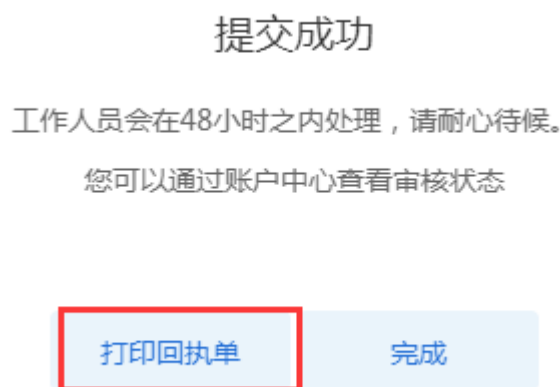 提交成功
工作人员会在48小时之内处理，请耐心待候。
您可以通过账户中心查看审核状态
打印回执单 完成